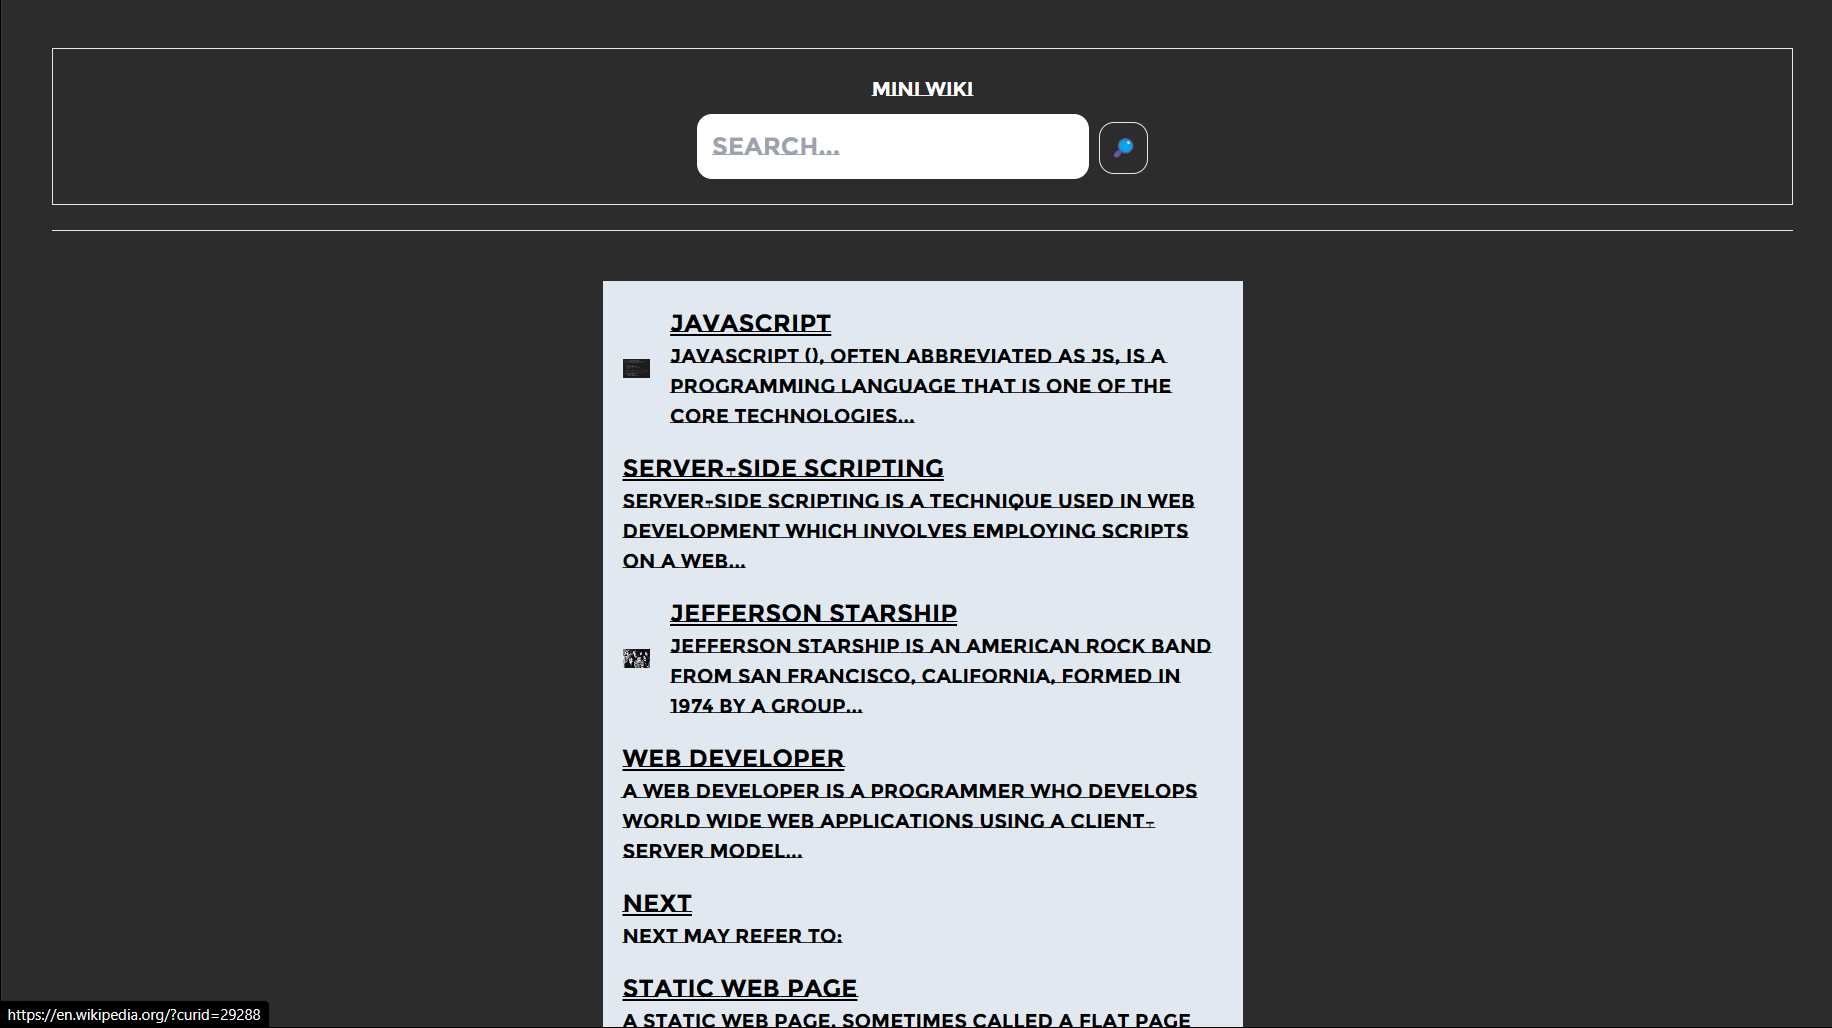 MINI WIKI
SEARCH...
JAVASCRIPT
JAVASCRIPT (), OFTEN ABBREVIATED AS JS, IS A
PROGRAMMING LANGUAGE THAT IS ONE OF THE
CORE TECHNOLOGIES...
SERVER-SIDE SCRIPTING
SERVER-SIDE SCRIPTING IS A TECHNIQUE USED IN WEB
DEVELOPMENT WHICH INVOLVES EMPLOYING SCRIPTS
ON A WEB...
JEFFERSON STARSHIP
JEFFERSON STARSHIP IS AN AMERICAN ROCK BAND
FROM SAN FRANCISCO, CALIFORNIA, FORMED IN
1974 BY A GROUP...
WEB DEVELOPER
A WEB DEVELOPER IS A PROGRAMMER WHO DEVELOPS
WORLD WIDE WEB APPLICATIONS USING A CLIENT-
SERVER MODEL...
NEXT
NEXT MAY REFER TO:
STATIC WEB PAGE
A STATIC WEB PAGE, SOMETIMES CALLED A FLAT PAGE
https://en.wikipedia.org/?curid=29288